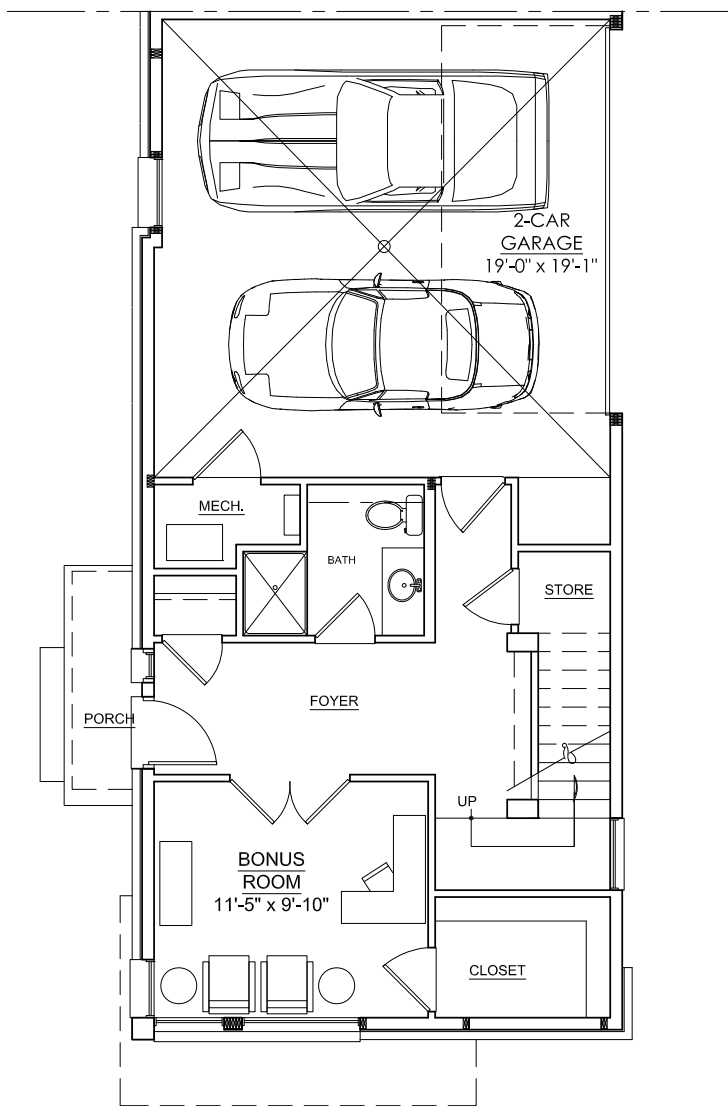 2-CAR
GARAGE
19'-0" x 19'-1"
MECH.
BATH
STORE
FOYER
PORCH
UP
BONUS
ROOM
11'-5" x 9'-10"
CLOSET